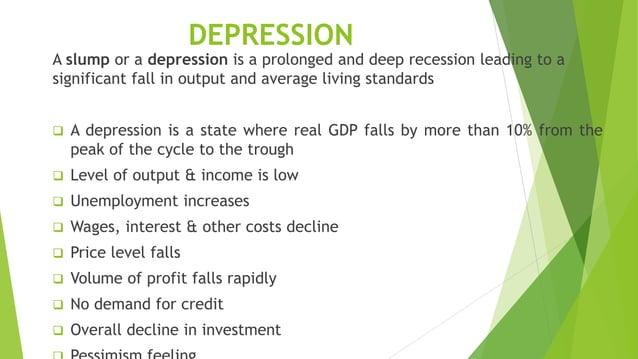 DEPRESSION
A slump or a depression is a prolonged and deep recession leading to a
significant fall in output and average living standards
A depression is a state where real GDP falls by more than 10% from the
peak of the cycle to the trough
Level of output & income is low
Unemployment increases
Wages, interest & other costs decline
Price level falls
Volume of profit falls rapidly
No demand for credit
Overall decline in investment
Pessimism feeling